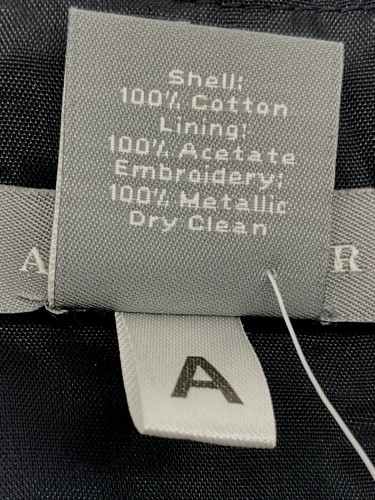 Shell:
100% Cotton
Lining:
100% Acetate
Embroidery:
100% Metallic
Dry Clean
A R
A